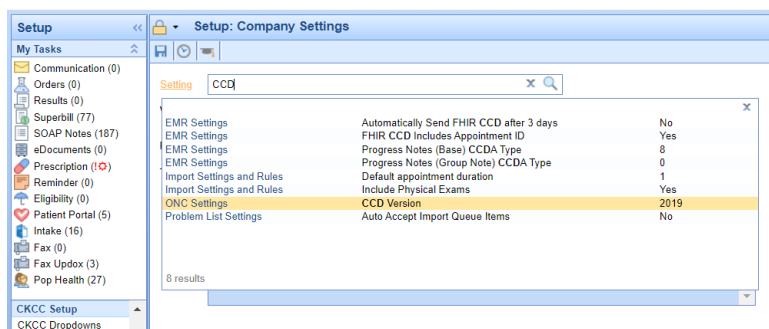 Setup
Setup: Company Settings
My Tasks
Communication (0)
Orders (0)
Results (0)
Superbill (77)
SOAP Notes (187)
eDocuments (0)
Prescription (!)
Reminder (0)
Eligibility (0)
Patient Portal (5)
Intake (16)
Fax (0)
Fax Updox (3)
Pop Health (27)
CKCC Setup
CKCC Dropdowns
Setting CCD x
x
EMR Settings Automatically Send FHIR CCD after 3 days No
EMR Settings FHIR CCD Includes Appointment ID Yes
EMR Settings Progress Notes (Base) CCDA Type 8
EMR Settings Progress Notes (Group Note) CCDA Type 0
Import Settings and Rules Default appointment duration 1
Import Settings and Rules Include Physical Exams Yes
ONC Settings CCD Version 2019
Problem List Settings Auto Accept Import Queue Items No
8 results